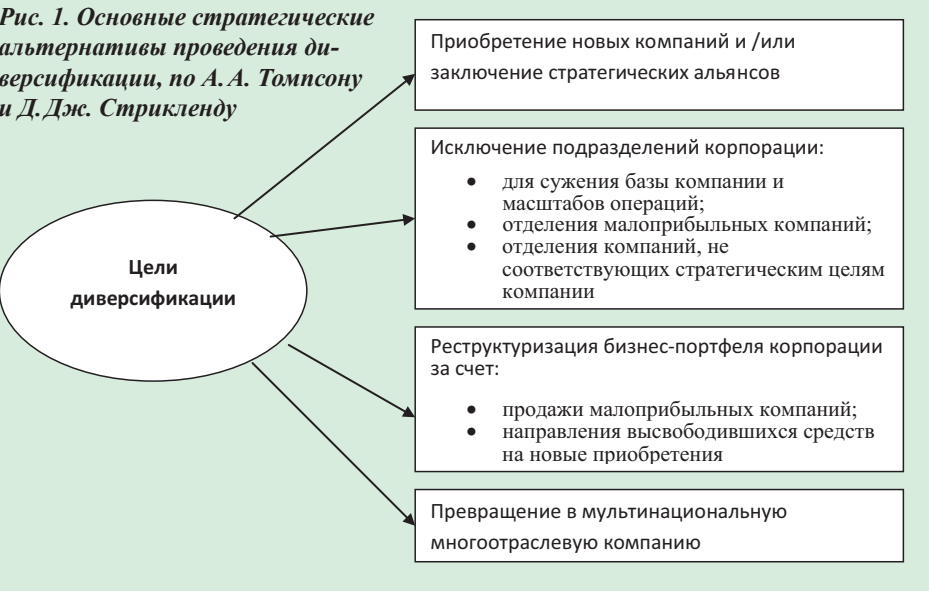 Рис. 1. Основные стратегические
альтернативы проведения ди-
версификации, по А. А. Томпсону
и Д. Дж. Стрикленду
Цели
диверсификации
Приобретение новых компаний и /или
заключение стратегических альянсов
Исключение подразделений корпорации:
• для сужения базы компании и
масштабов операций;
• отделения малоприбыльных компаний;
• отделения компаний, не
соответствующих стратегическим целям
компании
Реструктуризация бизнес-портфеля корпорации
за счет:
• продажи малоприбыльных компаний;
• направления высвободившихся средств
на новые приобретения
Превращение в мультинациональную
многоотраслевую компанию